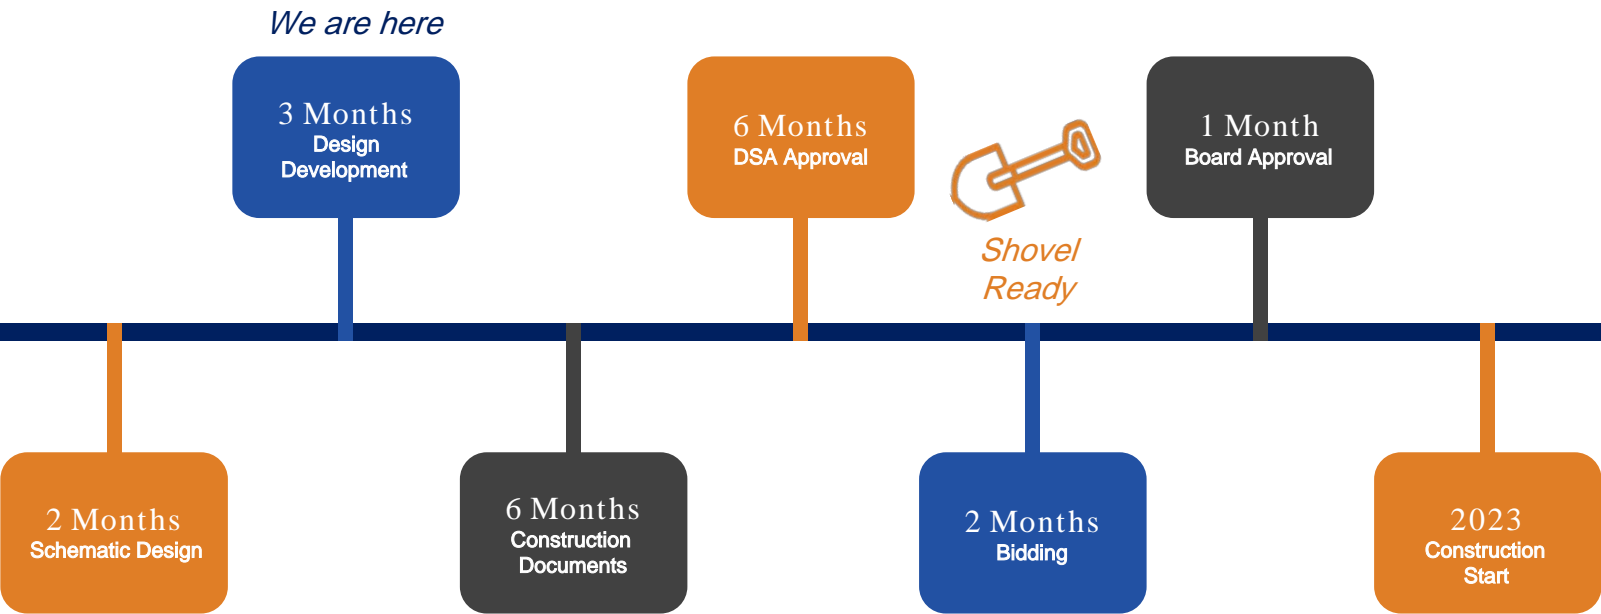 We are here
3 Months
Design
Development
6 Months
DSA Approval
1 Month
Board Approval
Shovel
Ready
2 Months
Schematic Design
6 Months
Construction
Documents
2 Months
Bidding
2023
Construction
Start